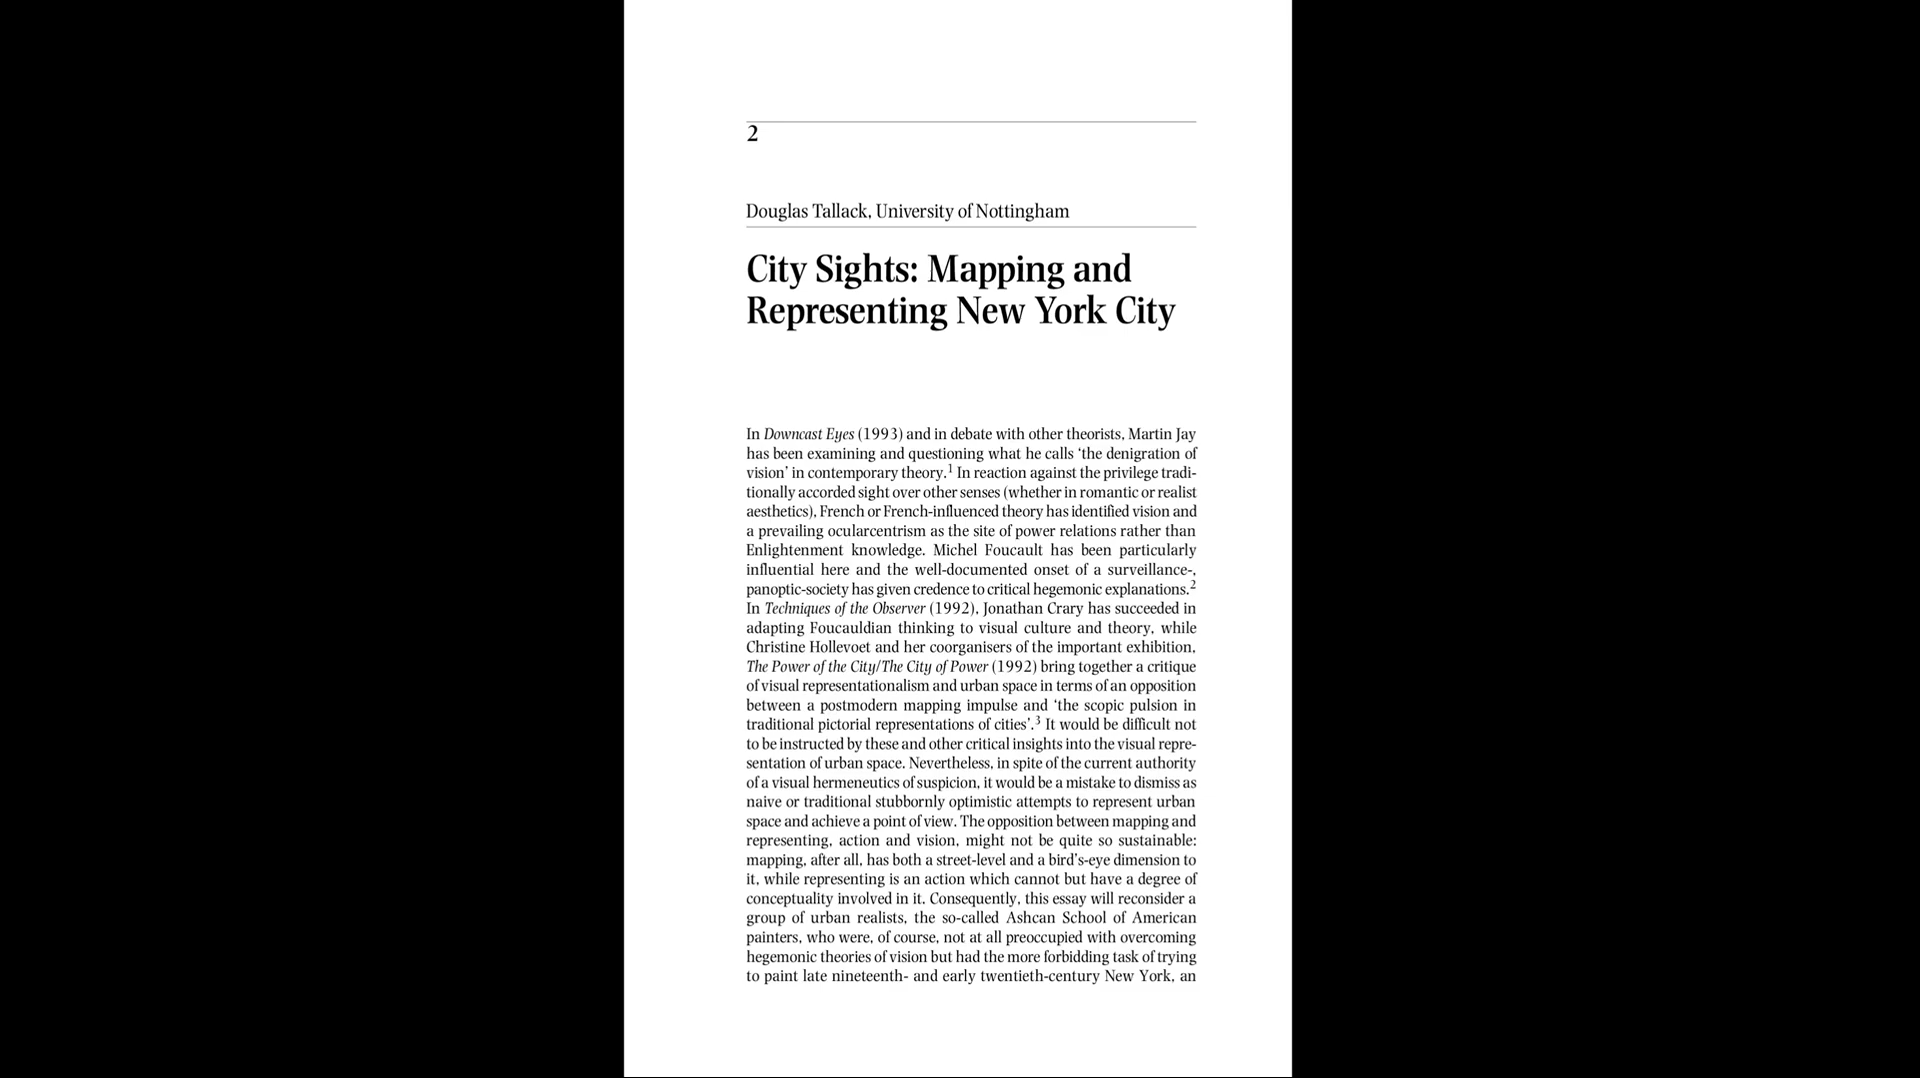 2
Douglas Tallack, University of Nottingham
City Sights: Mapping and
Representing New York City
In Downcast Eyes (1993) and in debate with other theorists, Martin Jay
has been examining and questioning what he calls ‘the denigration of
vision’ in contemporary theory.1 In reaction against the privilege tradi-
tionally accorded sight over other senses (whether in romantic or realist
aesthetics), French or French-influenced theory has identified vision and
a prevailing ocularcentrism as the site of power relations rather than
Enlightenment knowledge. Michel Foucault has been particularly
influential here and the well-documented onset of a surveillance-,
panoptic-society has given credence to critical hegemonic explanations.2
In Techniques of the Observer (1992), Jonathan Crary has succeeded in
adapting Foucauldian thinking to visual culture and theory, while
Christine Hollevoet and her coorganisers of the important exhibition,
The Power of the City/The City of Power (1992) bring together a critique
of visual representationalism and urban space in terms of an opposition
between a postmodern mapping impulse and ‘the scopic pulsion in
traditional pictorial representations of cities’.3 It would be difficult not
to be instructed by these and other critical insights into the visual repre-
sentation of urban space. Nevertheless, in spite of the current authority
of a visual hermeneutics of suspicion, it would be a mistake to dismiss as
naive or traditional stubbornly optimistic attempts to represent urban
space and achieve a point of view. The opposition between mapping and
representing, action and vision, might not be quite so sustainable:
mapping, after all, has both a street-level and a bird’s-eye dimension to
it, while representing is an action which cannot but have a degree of
conceptuality involved in it. Consequently, this essay will reconsider a
group of urban realists, the so-called Ashcan School of American
painters, who were, of course, not at all preoccupied with overcoming
hegemonic theories of vision but had the more forbidding task of trying
to paint late nineteenth- and early twentieth-century New York, an